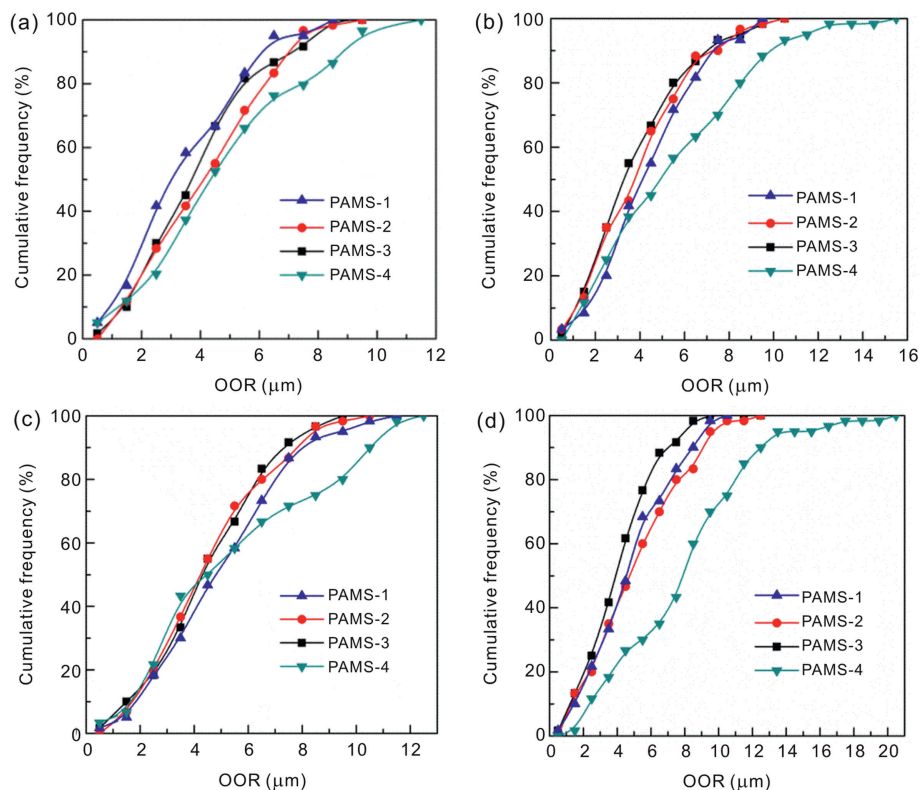 (a)
Cumulative frequency (%)
100
80
60
40
20
0
PAMS-1
PAMS-2
PAMS-3
PAMS-4
0 2 4 6 8 10 12
OOR (μm)
(b)
Cumulative frequency (%)
100
80
60
40
20
0
PAMS-1
PAMS-2
PAMS-3
PAMS-4
0 2 4 6 8 10 12 14 16
OOR (μm)
(c)
Cumulative frequency (%)
100
80
60
40
20
0
PAMS-1
PAMS-2
PAMS-3
PAMS-4
0 2 4 6 8 10 12
OOR (μm)
(d)
Cumulative frequency (%)
100
80
60
40
20
0
PAMS-1
PAMS-2
PAMS-3
PAMS-4
0 2 4 6 8 10 12 14 16 18 20
OOR (μm)